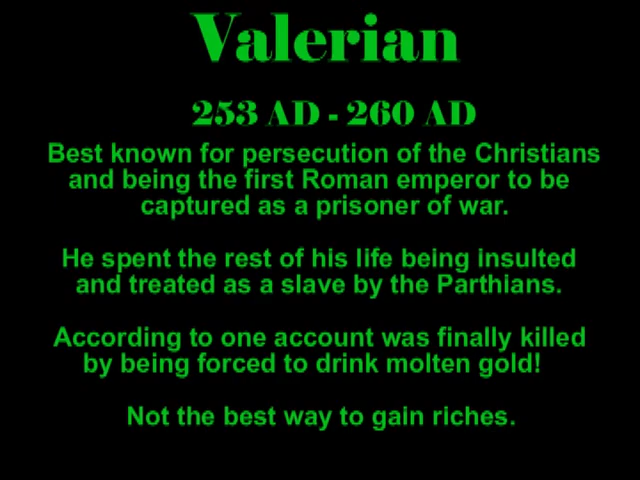 Valerian
253 AD - 260 AD
Best known for persecution of the Christians
and being the first Roman emperor to be
captured as a prisoner of war.
He spent the rest of his life being insulted
and treated as a slave by the Parthians.
According to one account was finally killed
by being forced to drink molten gold!
Not the best way to gain riches.